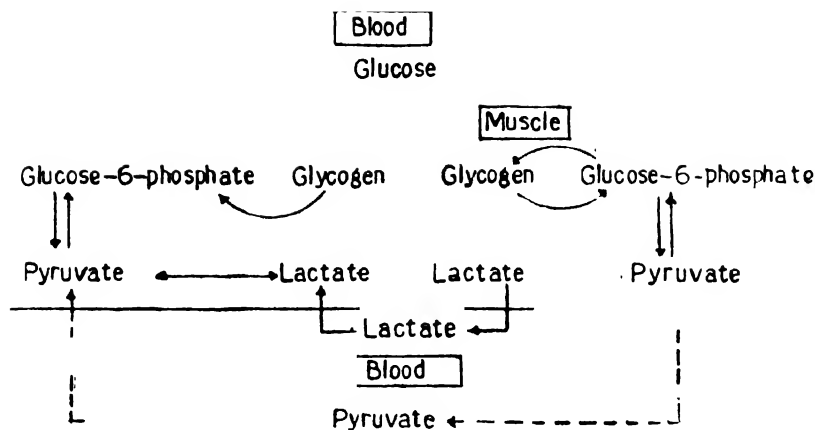 Blood
Glucose
Muscle
Glucose-6-phosphate Glycogen Glycogen Glucose-6-phosphate
Pyruvate Lactate Lactate Pyruvate
Lactate
Blood
Pyruvate